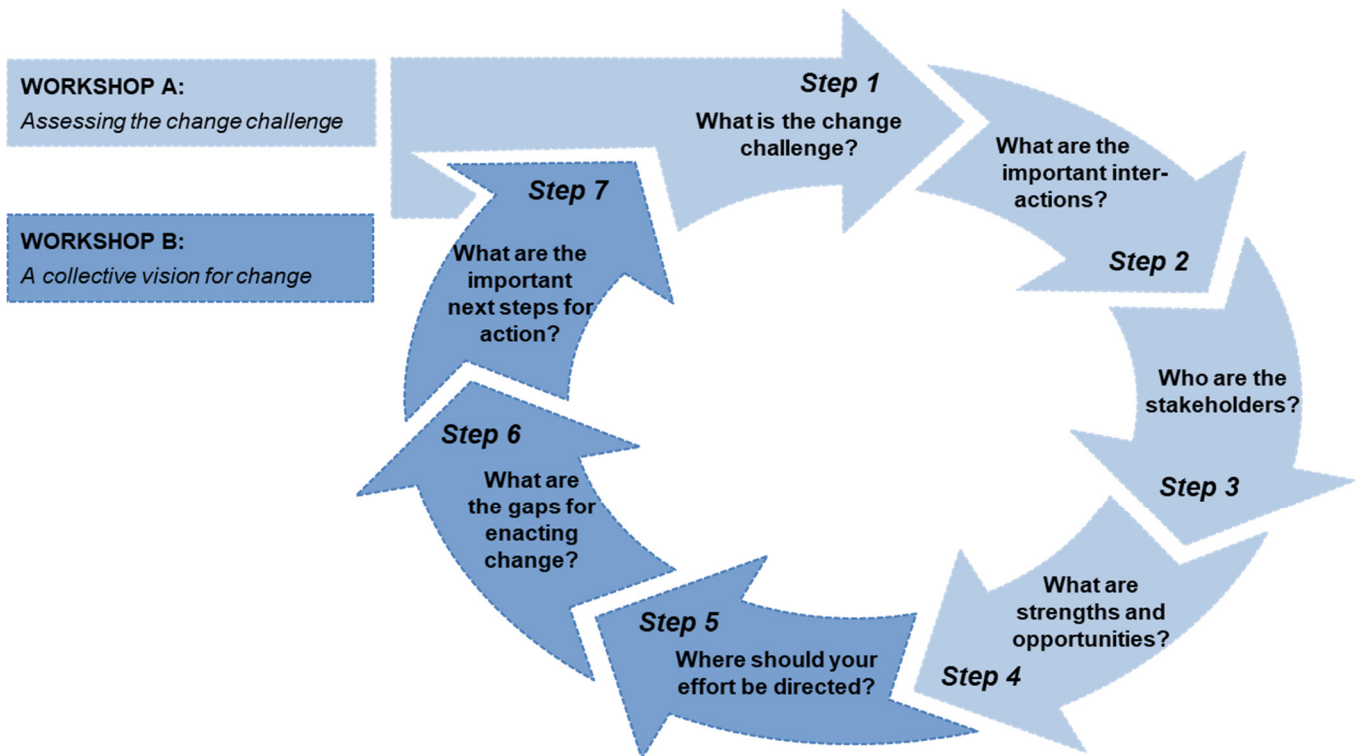 WORKSHOP A:
Assessing the change challenge
WORKSHOP B:
A collective vision for change
Step 1
What is the change
challenge?
What are the
important inter-
actions?
Step 2
Who are the
stakeholders?
Step 3
What are
strengths and
opportunities?
Step 4
Step 5
Where should your
effort be directed?
Step 6
What are
the gaps for
enacting
change?
Step 7
What are the
important
next steps for
action?